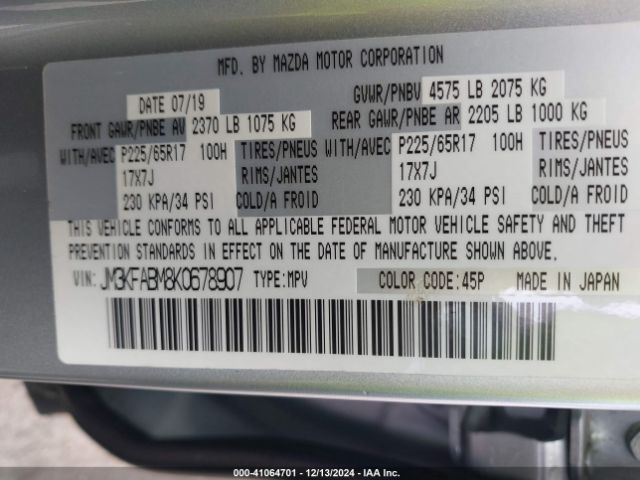 MFD. BY MAZDA MOTOR CORPORATION
DATE 07/19 GVWR/PNBV 4575 LB 2075 KG
FRONT GAWR/PNBE AV 2370 LB 1075 KG REAR GAWR/PNBE AR 2205 LB 1000 KG
WITH/AVEC P225/65R17 100H TIRES/PNEUS WITH/AVEC P225/65R17 100H TIRES/PNEUS
17X7J RIMS/JANTES 17X7J RIMS/JANTES
230 KPA/34 PSI COLD/A FROID 230 KPA/34 PSI COLD/A FROID
THIS VEHICLE CONFORMS TO ALL APPLICABLE FEDERAL MOTOR VEHICLE SAFETY AND THEFT
PREVENTION STANDARDS IN EFFECT ON THE DATE OF MANUFACTURE SHOWN ABOVE.
VIN: JM3KFABM8K0678907 TYPE:MPV COLOR CODE:45P MADE IN JAPAN
000-41064701 - 12/13/2024 - IAA Inc.